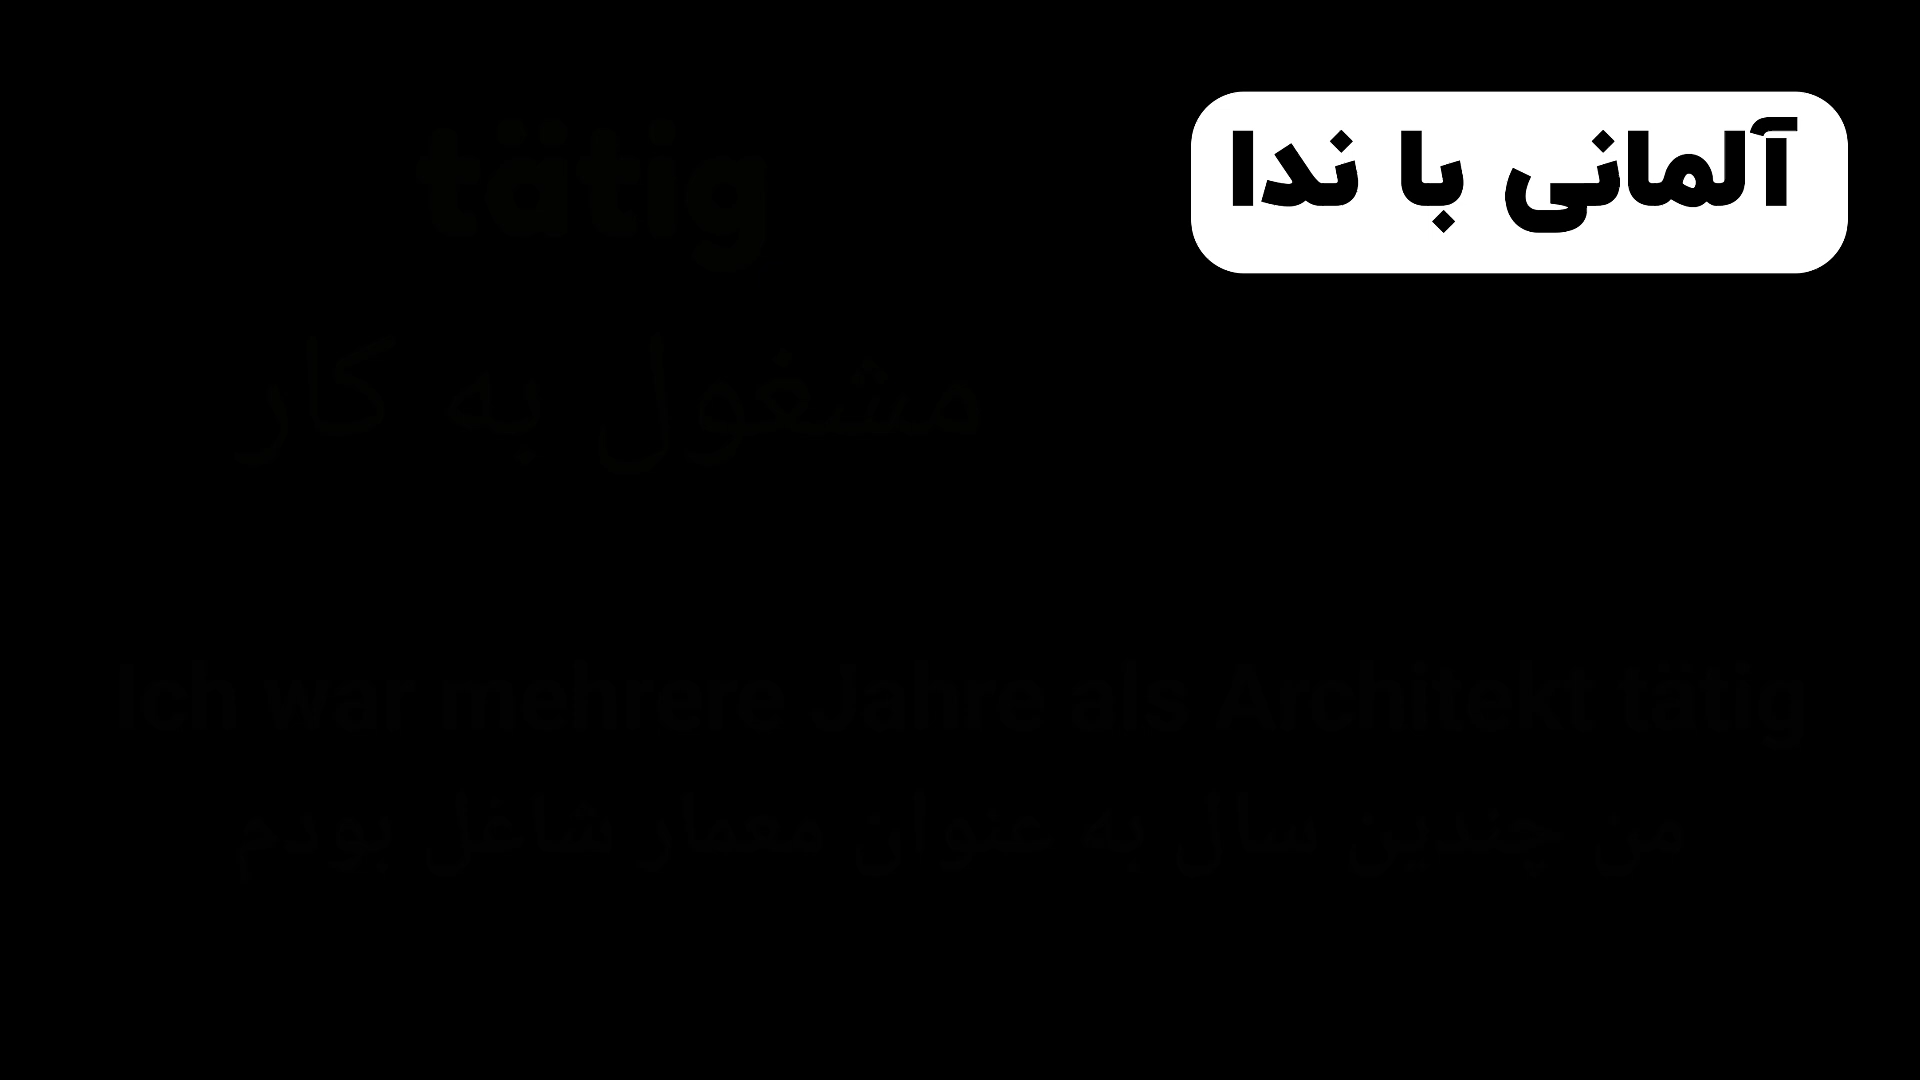 آلمانی با ندا
tätig
مشغول به کار
Ich war mehrere Jahre als Architekt tätig
من چندین سال به عنوان معمار شاغل بودم